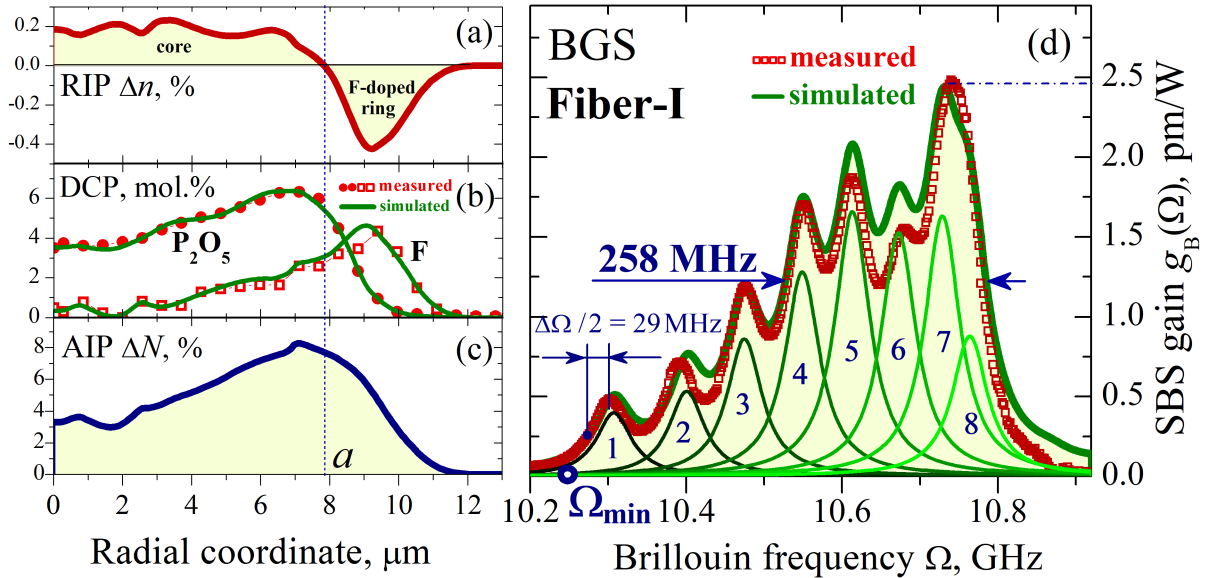 0.2
0.0
-0.2
-0.4
(a)
core
RIP Δn, %
F-doped
ring
6
4
2
0
DCP, mol.%
measured
simulated
(b)
P₂O₅
F
8
6
4
2
0
AIP ΔN, %
(c)
a
0 2 4 6 8 10 12
Radial coordinate, μm
BGS
Fiber-I
measured
simulated
(d)
258 MHz
ΔΩ/2 = 29 MHz
1
2
3
4
5
6
7
8
Ωmin
2.5
2.0
1.5
1.0
0.5
0.0
SBS gain gB(Ω), pm/W
10.2 10.4 10.6 10.8
Brillouin frequency Ω, GHz